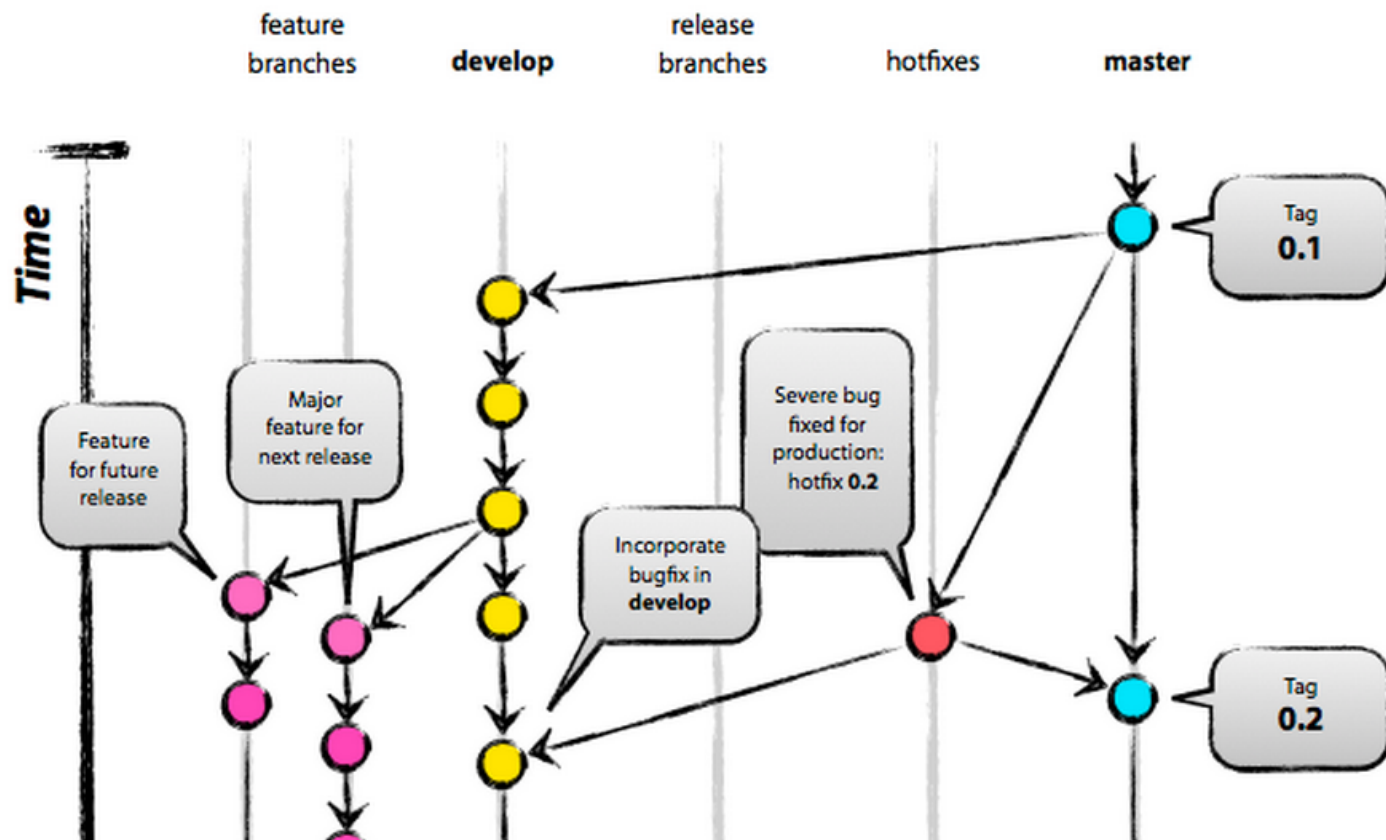 feature
branches
develop
release
branches
hotfixes
master
Time
Tag
0.1
Major
feature for
next release
Severe bug
fixed for
production:
hotfix 0.2
Feature
for future
release
Incorporate
bugfix in
develop
Tag
0.2